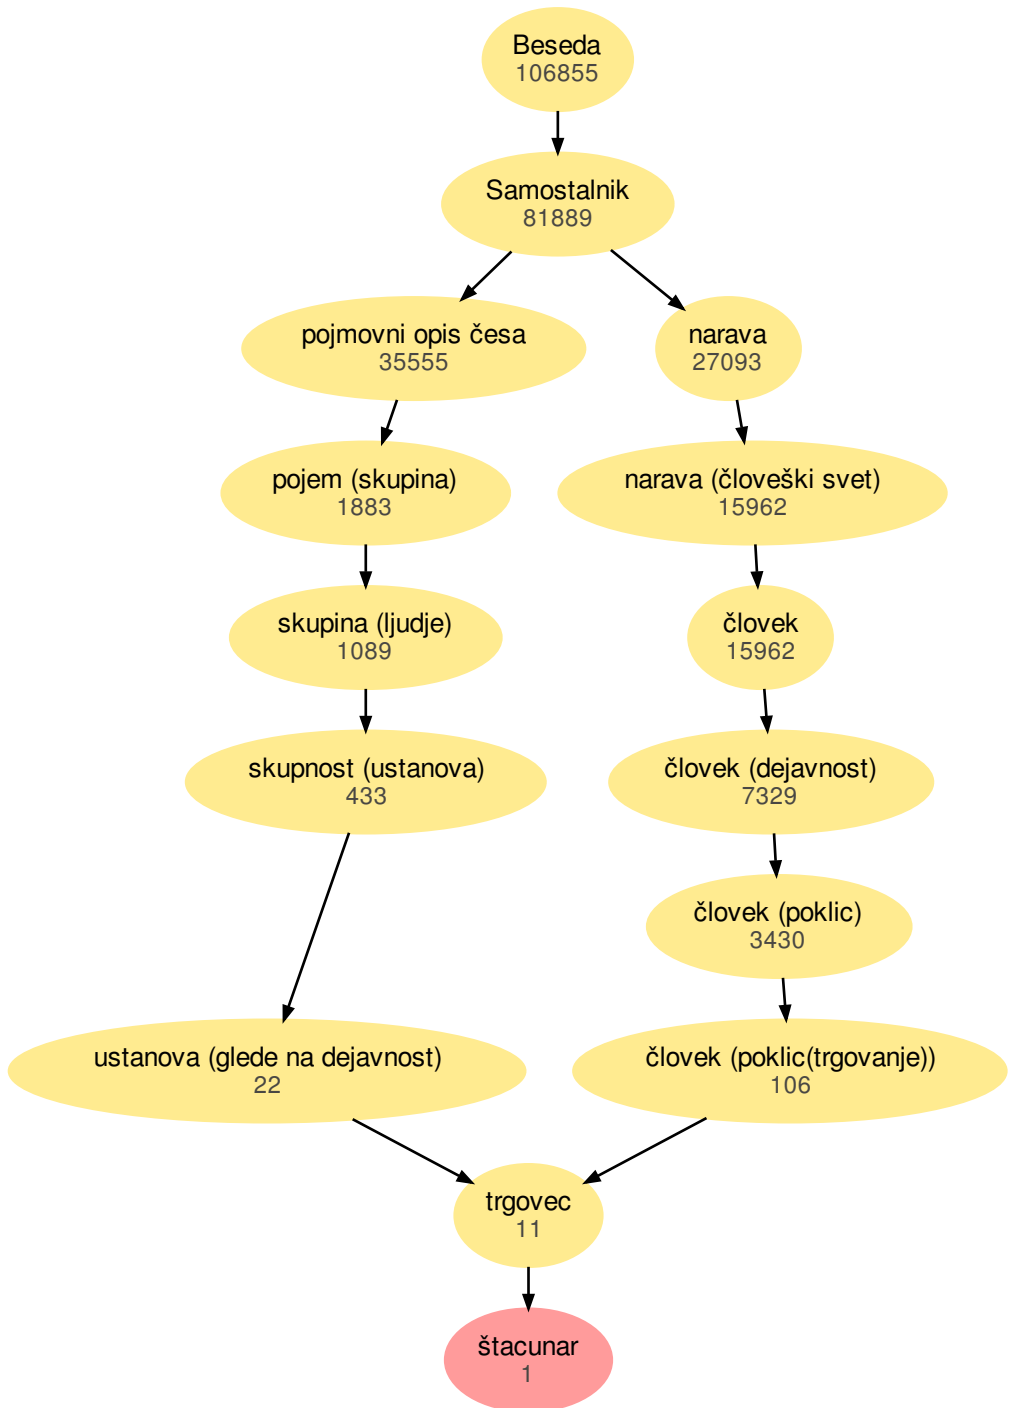 Beseda
106855
Samostalnik
81889
pojmovni opis česa
35555
narava
27093
pojem (skupina)
1883
narava (človeški svet)
15962
skupina (ljudje)
1089
človek
15962
skupnost (ustanova)
433
človek (dejavnost)
7329
človek (poklic)
3430
ustanova (glede na dejavnost)
22
človek (poklic(trgovanje))
106
trgovec
11
štacunar
1